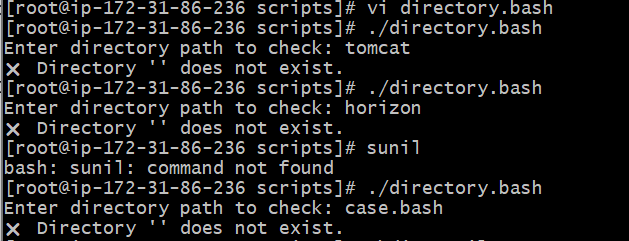 [root@ip-172-31-86-236 scripts]# vi directory.bash
[root@ip-172-31-86-236 scripts]# ./directory.bash
Enter directory path to check: tomcat
❌ Directory '' does not exist.
[root@ip-172-31-86-236 scripts]# ./directory.bash
Enter directory path to check: horizon
❌ Directory '' does not exist.
[root@ip-172-31-86-236 scripts]# sunil
bash: sunil: command not found
[root@ip-172-31-86-236 scripts]# ./directory.bash
Enter directory path to check: case.bash
❌ Directory '' does not exist.